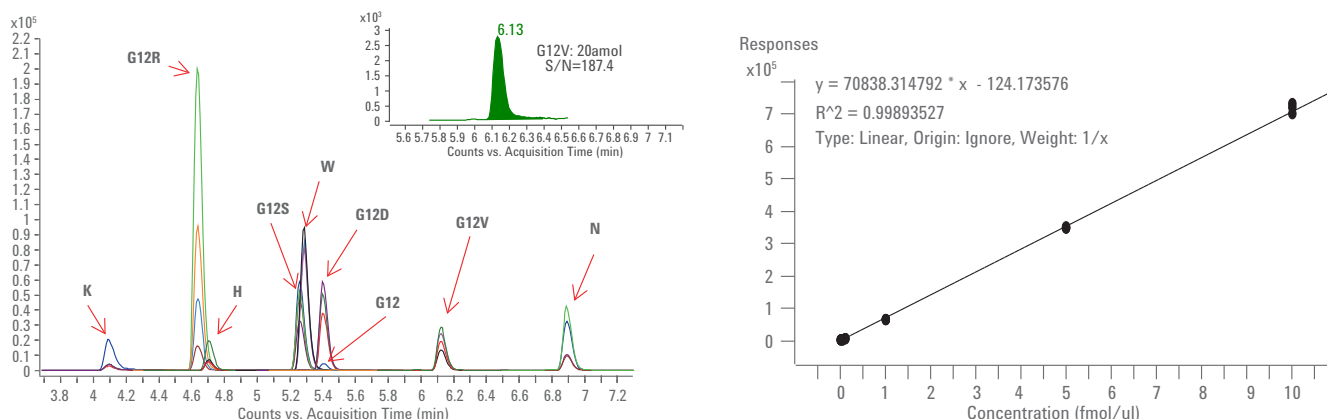 x10⁵
2.2
2.1
2
1.9
1.8
1.7
1.6
1.5
1.4
1.3
1.2
1.1
1
0.9
0.8
0.7
0.6
0.5
0.4
0.3
0.2
0.1
0
G12R
K
H
G12S
W
G12D
G12
G12V
N
3.8 4 4.2 4.4 4.6 4.8 5 5.2 5.4 5.6 5.8 6 6.2 6.4 6.6 6.8 7 7.2
Counts vs. Acquisition Time (min)
x10³
3
2.5
2
1.5
1
0.5
0
6.13
G12V: 20amol
S/N=187.4
5.6 5.7 5.8 5.9 6 6.1 6.2 6.3 6.4 6.5 6.6 6.7 6.8 6.9 7 7.1
Counts vs. Acquisition Time (min)
Responses
x10⁵
y = 70838.314792 * x - 124.173576
R^2 = 0.99893527
Type: Linear, Origin: Ignore, Weight: 1/x
7
6
5
4
3
2
1
0
0 1 2 3 4 5 6 7 8 9 10
Concentration (fmol/ul)